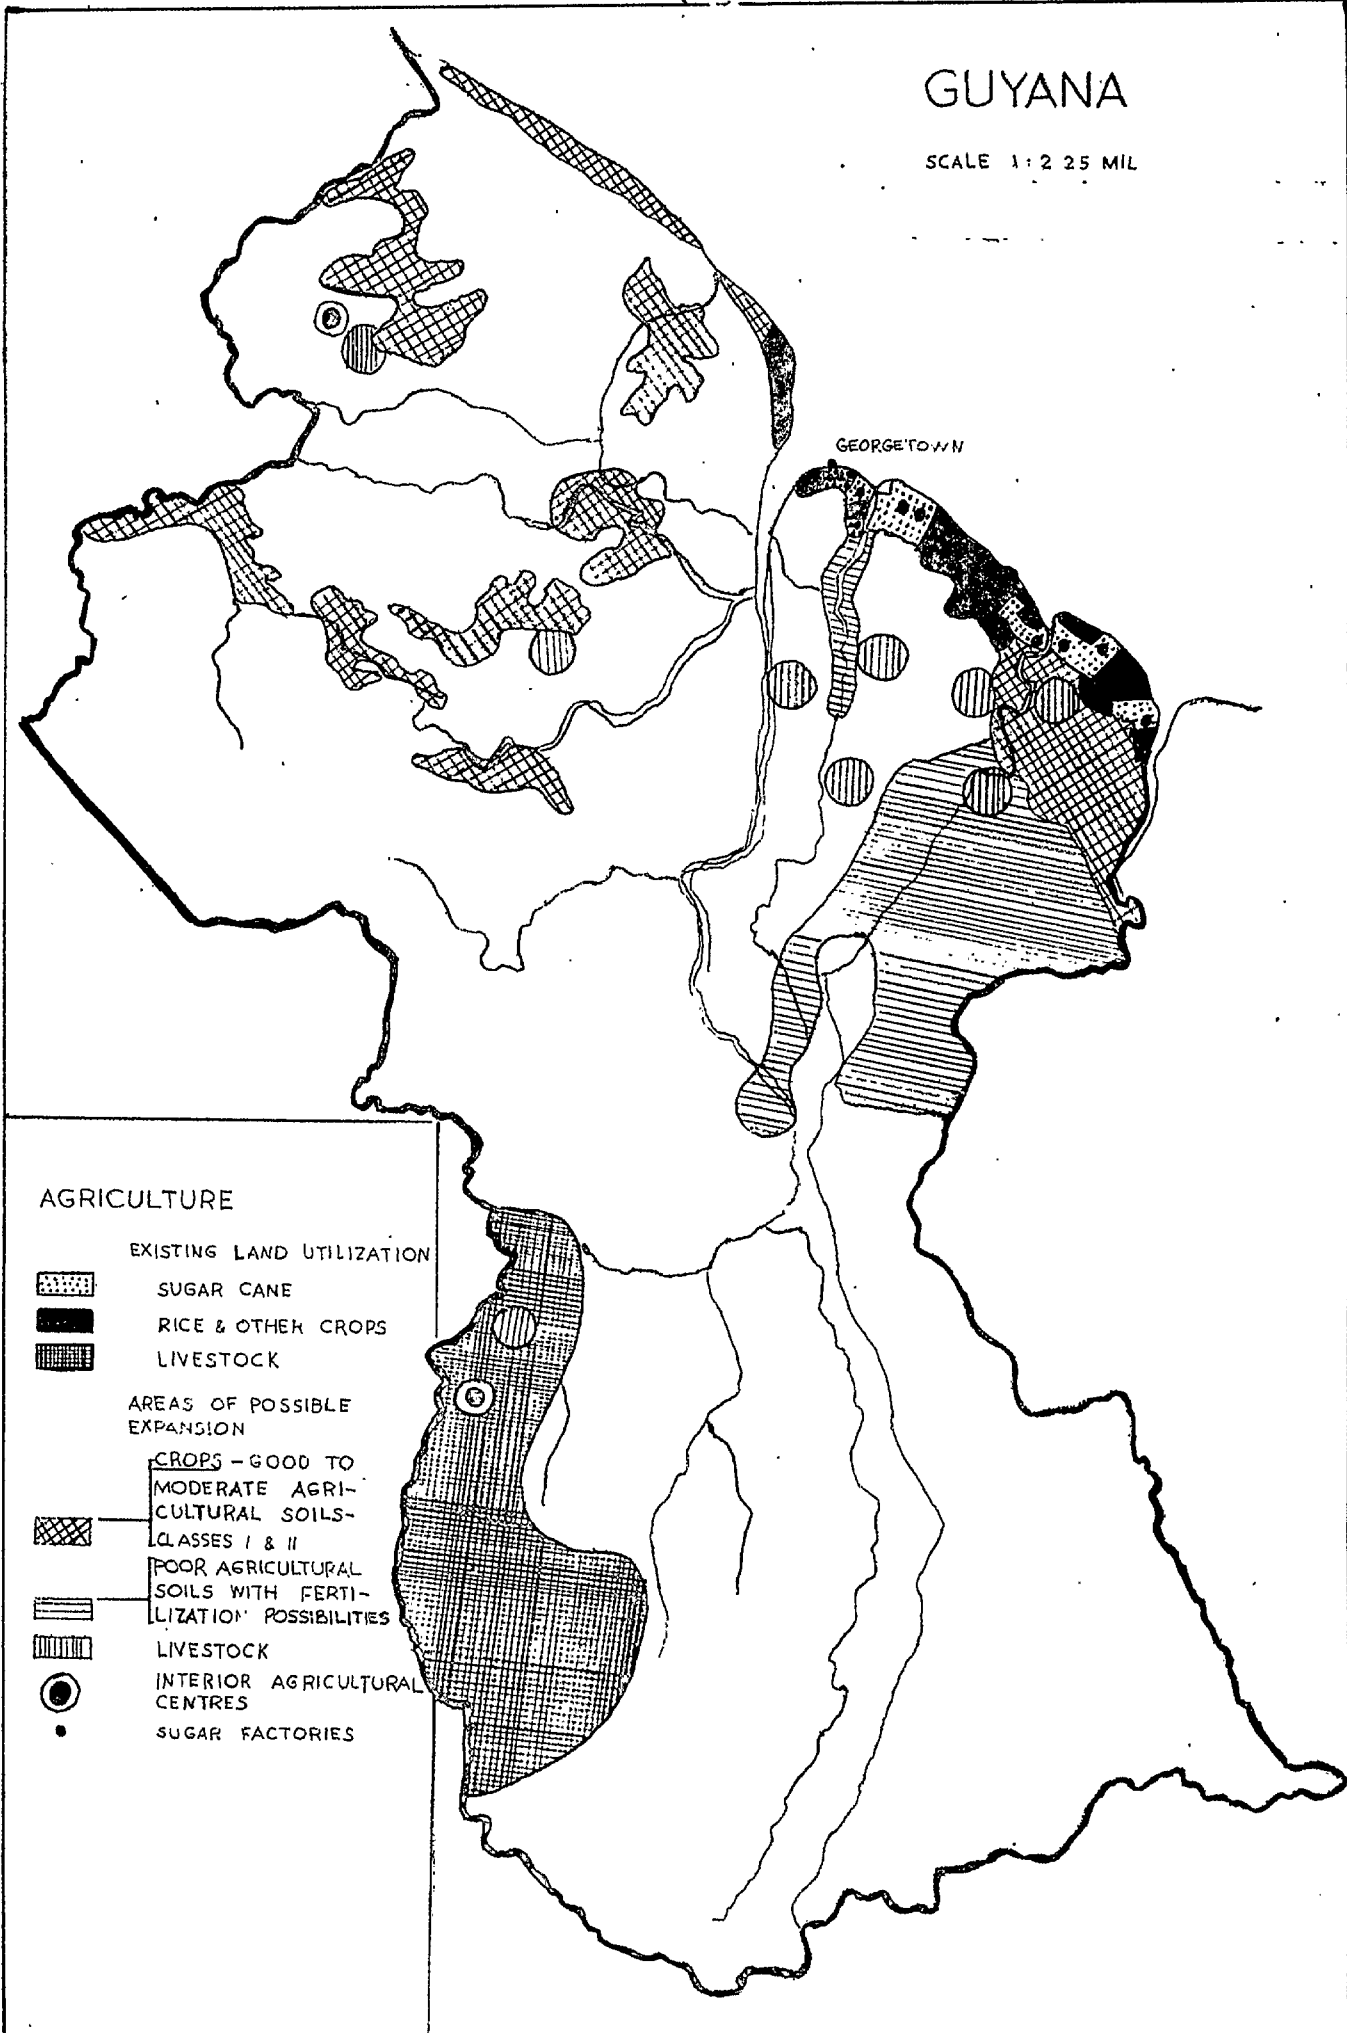 GUYANA
SCALE 1:2 25 MIL
GEORGETOWN
AGRICULTURE
EXISTING LAND UTILIZATION
SUGAR CANE
RICE & OTHER CROPS
LIVESTOCK
AREAS OF POSSIBLE
EXPANSION
CROPS - GOOD TO
MODERATE AGRI-
CULTURAL SOILS-
CLASSES I & II
POOR AGRICULTURAL
SOILS WITH FERTI-
LIZATION POSSIBILITIES
LIVESTOCK
INTERIOR AGRICULTURAL
CENTRES
SUGAR FACTORIES